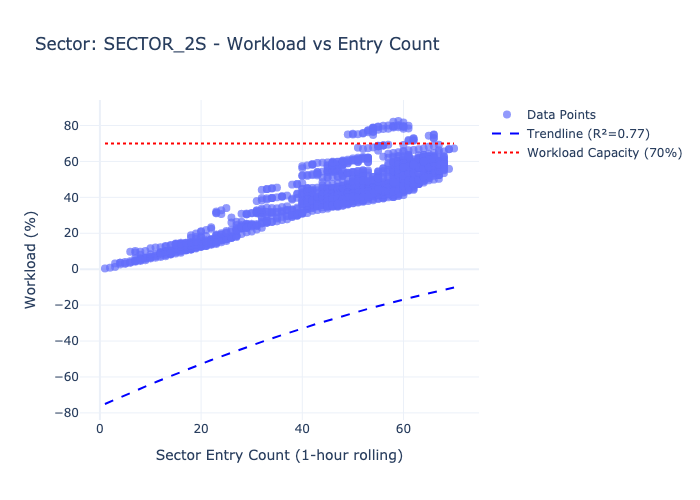 Sector: SECTOR_2S - Workload vs Entry Count
Data Points
Trendline (R²=0.77)
Workload Capacity (70%)
Workload (%)
80
60
40
20
0
−20
−40
−60
−80
0
20
40
60
Sector Entry Count (1-hour rolling)